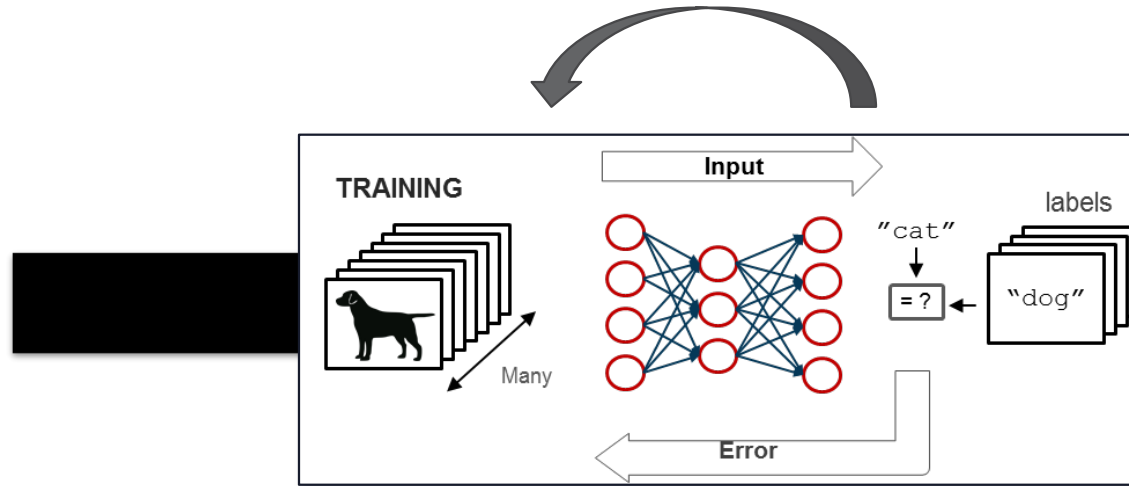 Input
TRAINING
labels
"cat"
= ?
"dog"
Many
Error